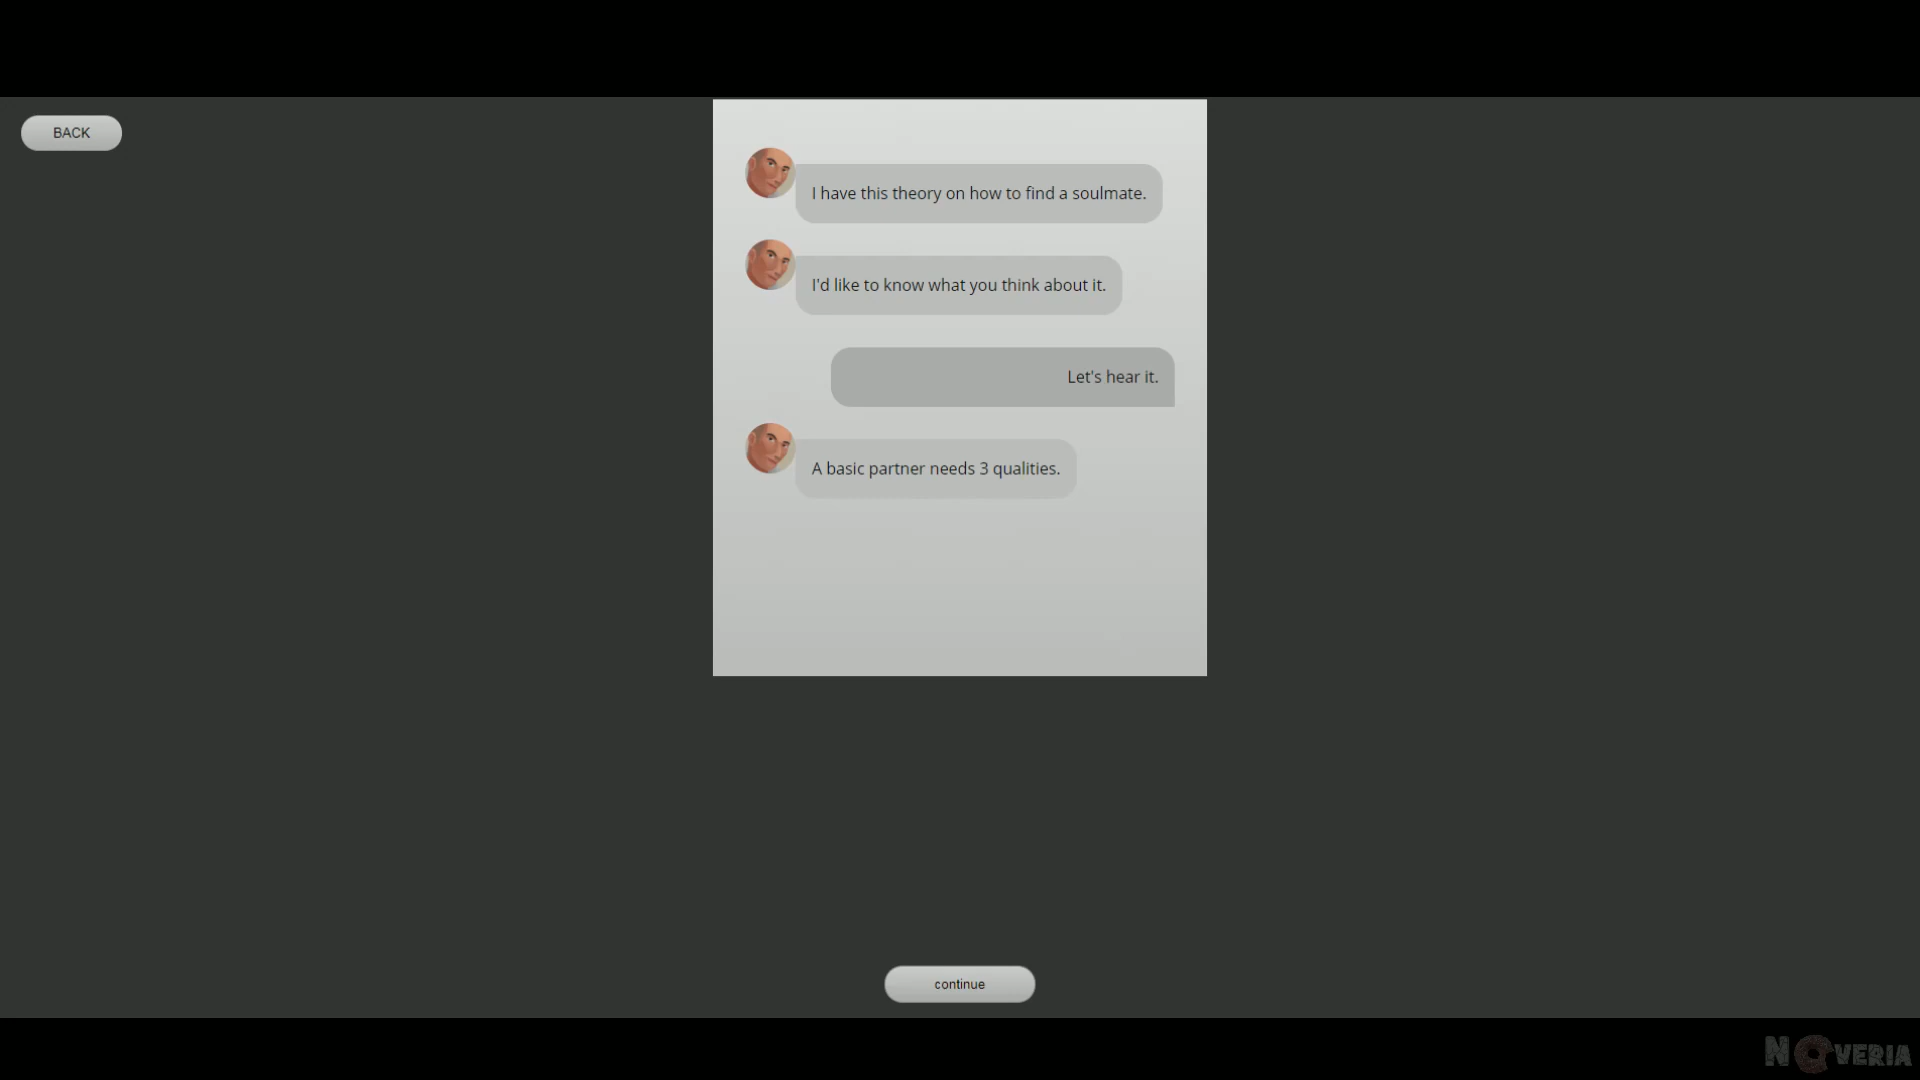 BACK
I have this theory on how to find a soulmate.
I'd like to know what you think about it.
Let's hear it.
A basic partner needs 3 qualities.
continue
NOVERIA